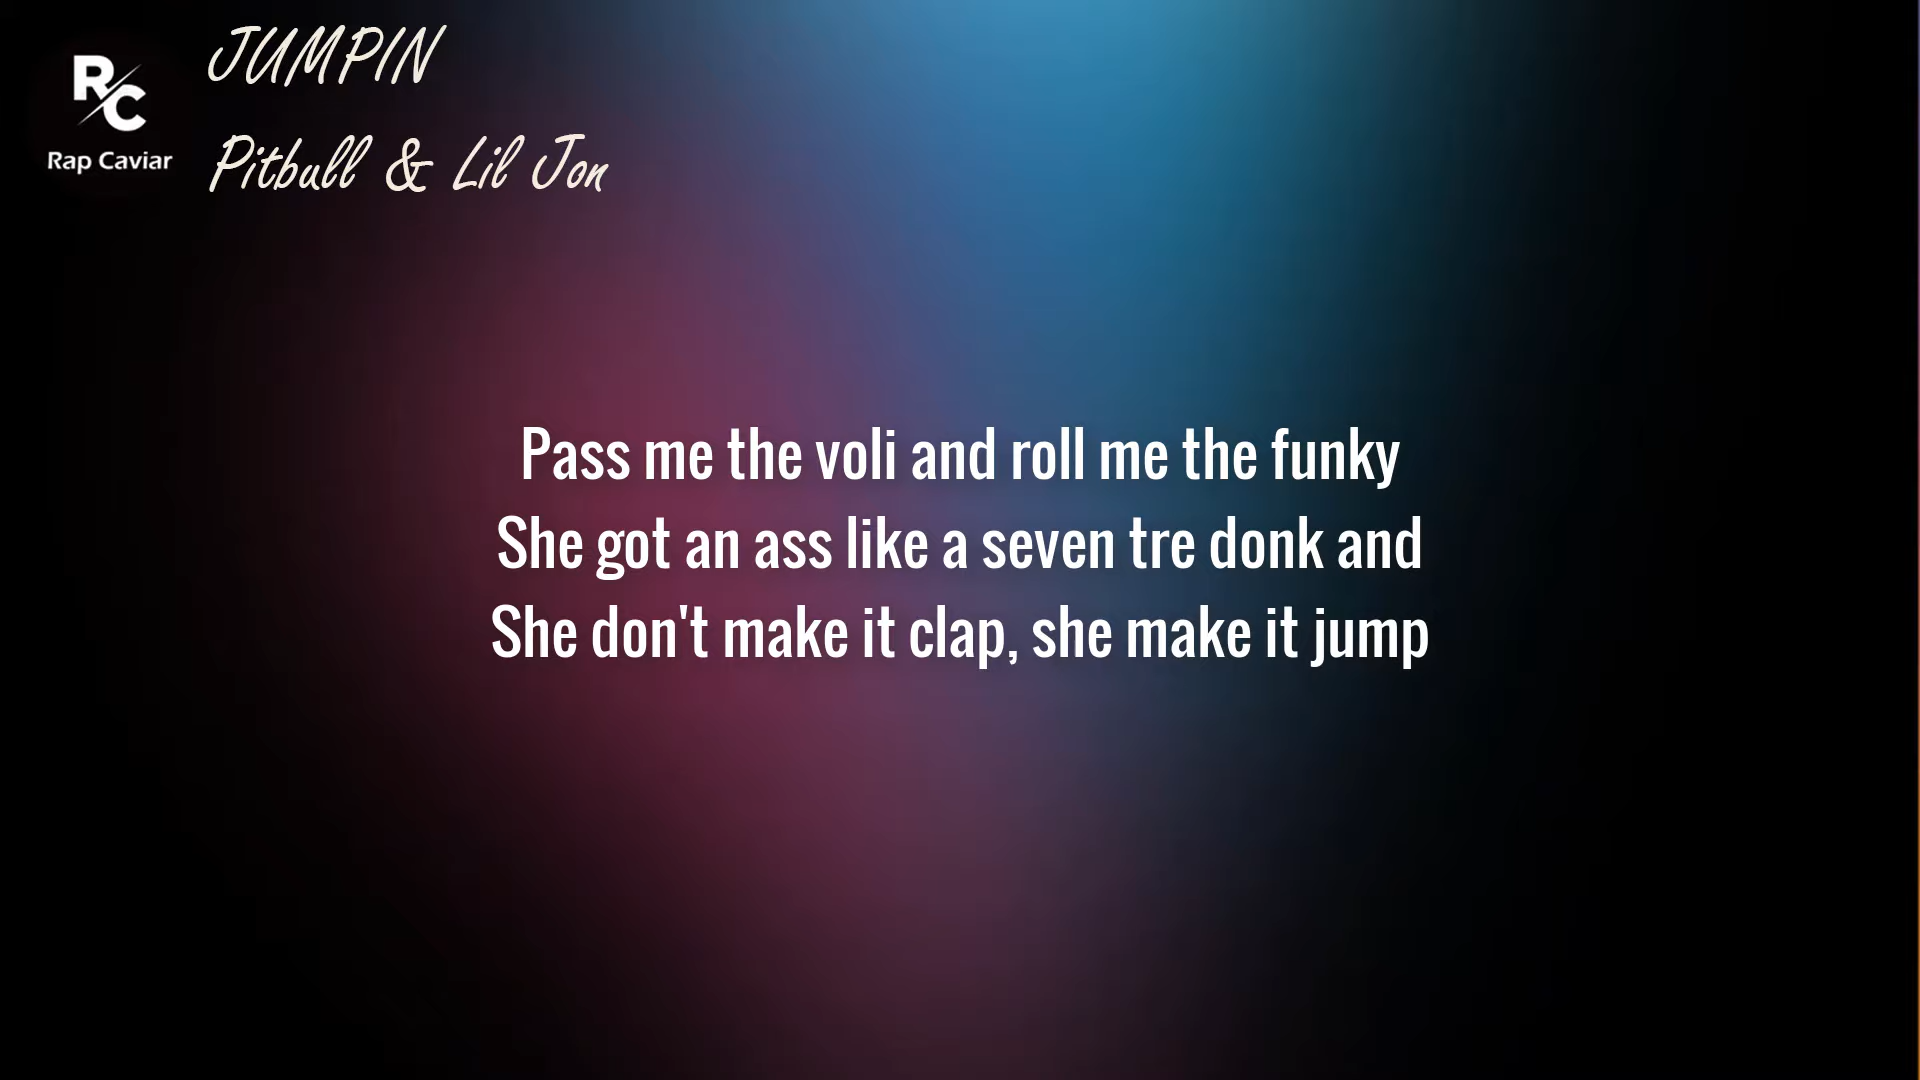 JUMPIN
Pitbull & Lil Jon
RC
Rap Caviar
Pass me the voli and roll me the funky
She got an ass like a seven tre donk and
She don't make it clap, she make it jump